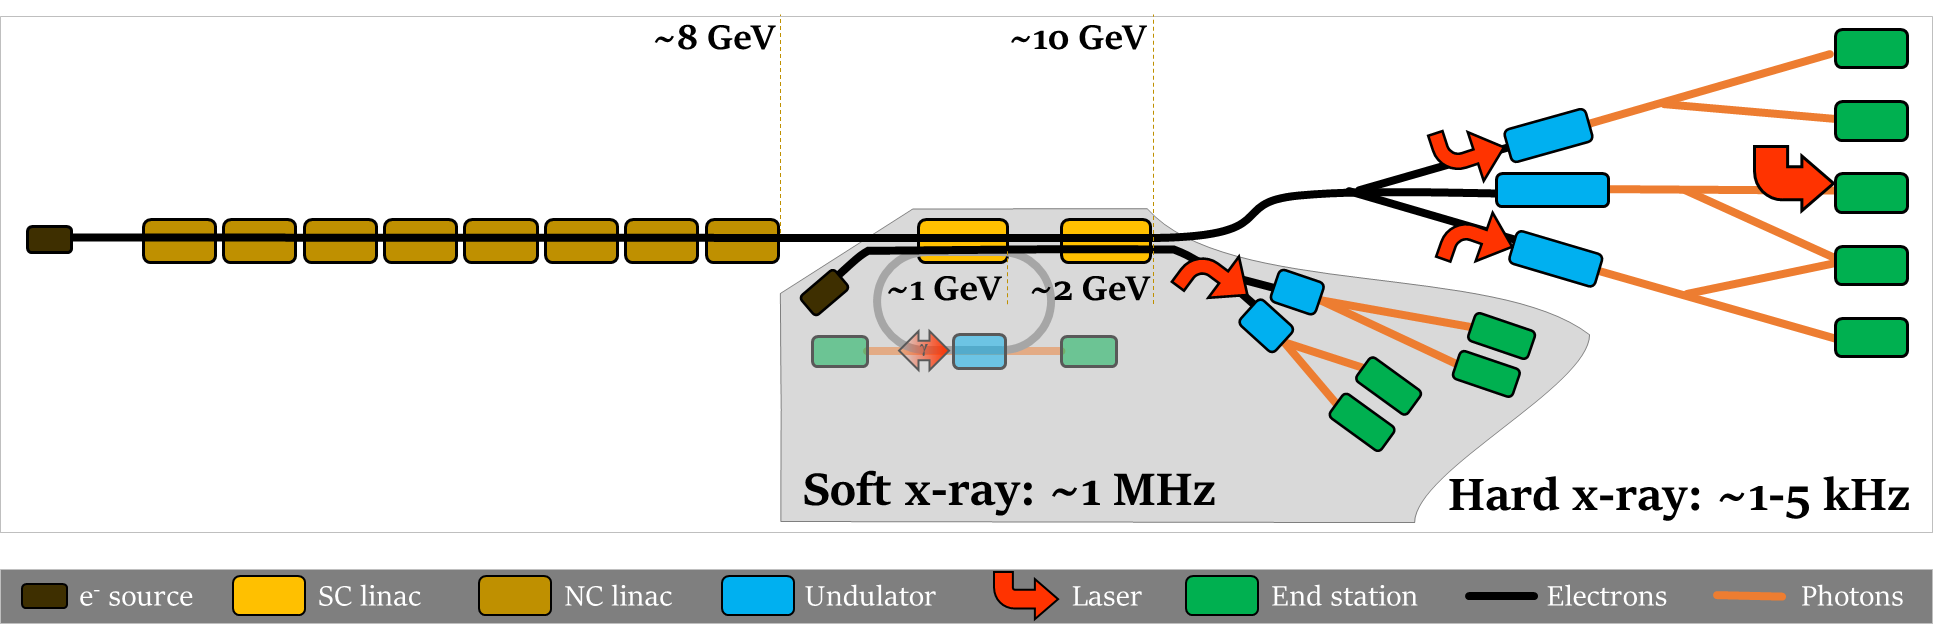 ~8 GeV
~10 GeV
~1 GeV
~2 GeV
γ
Soft x-ray: ~1 MHz
Hard x-ray: ~1-5 kHz
e- source
SC linac
NC linac
Undulator
Laser
End station
Electrons
Photons